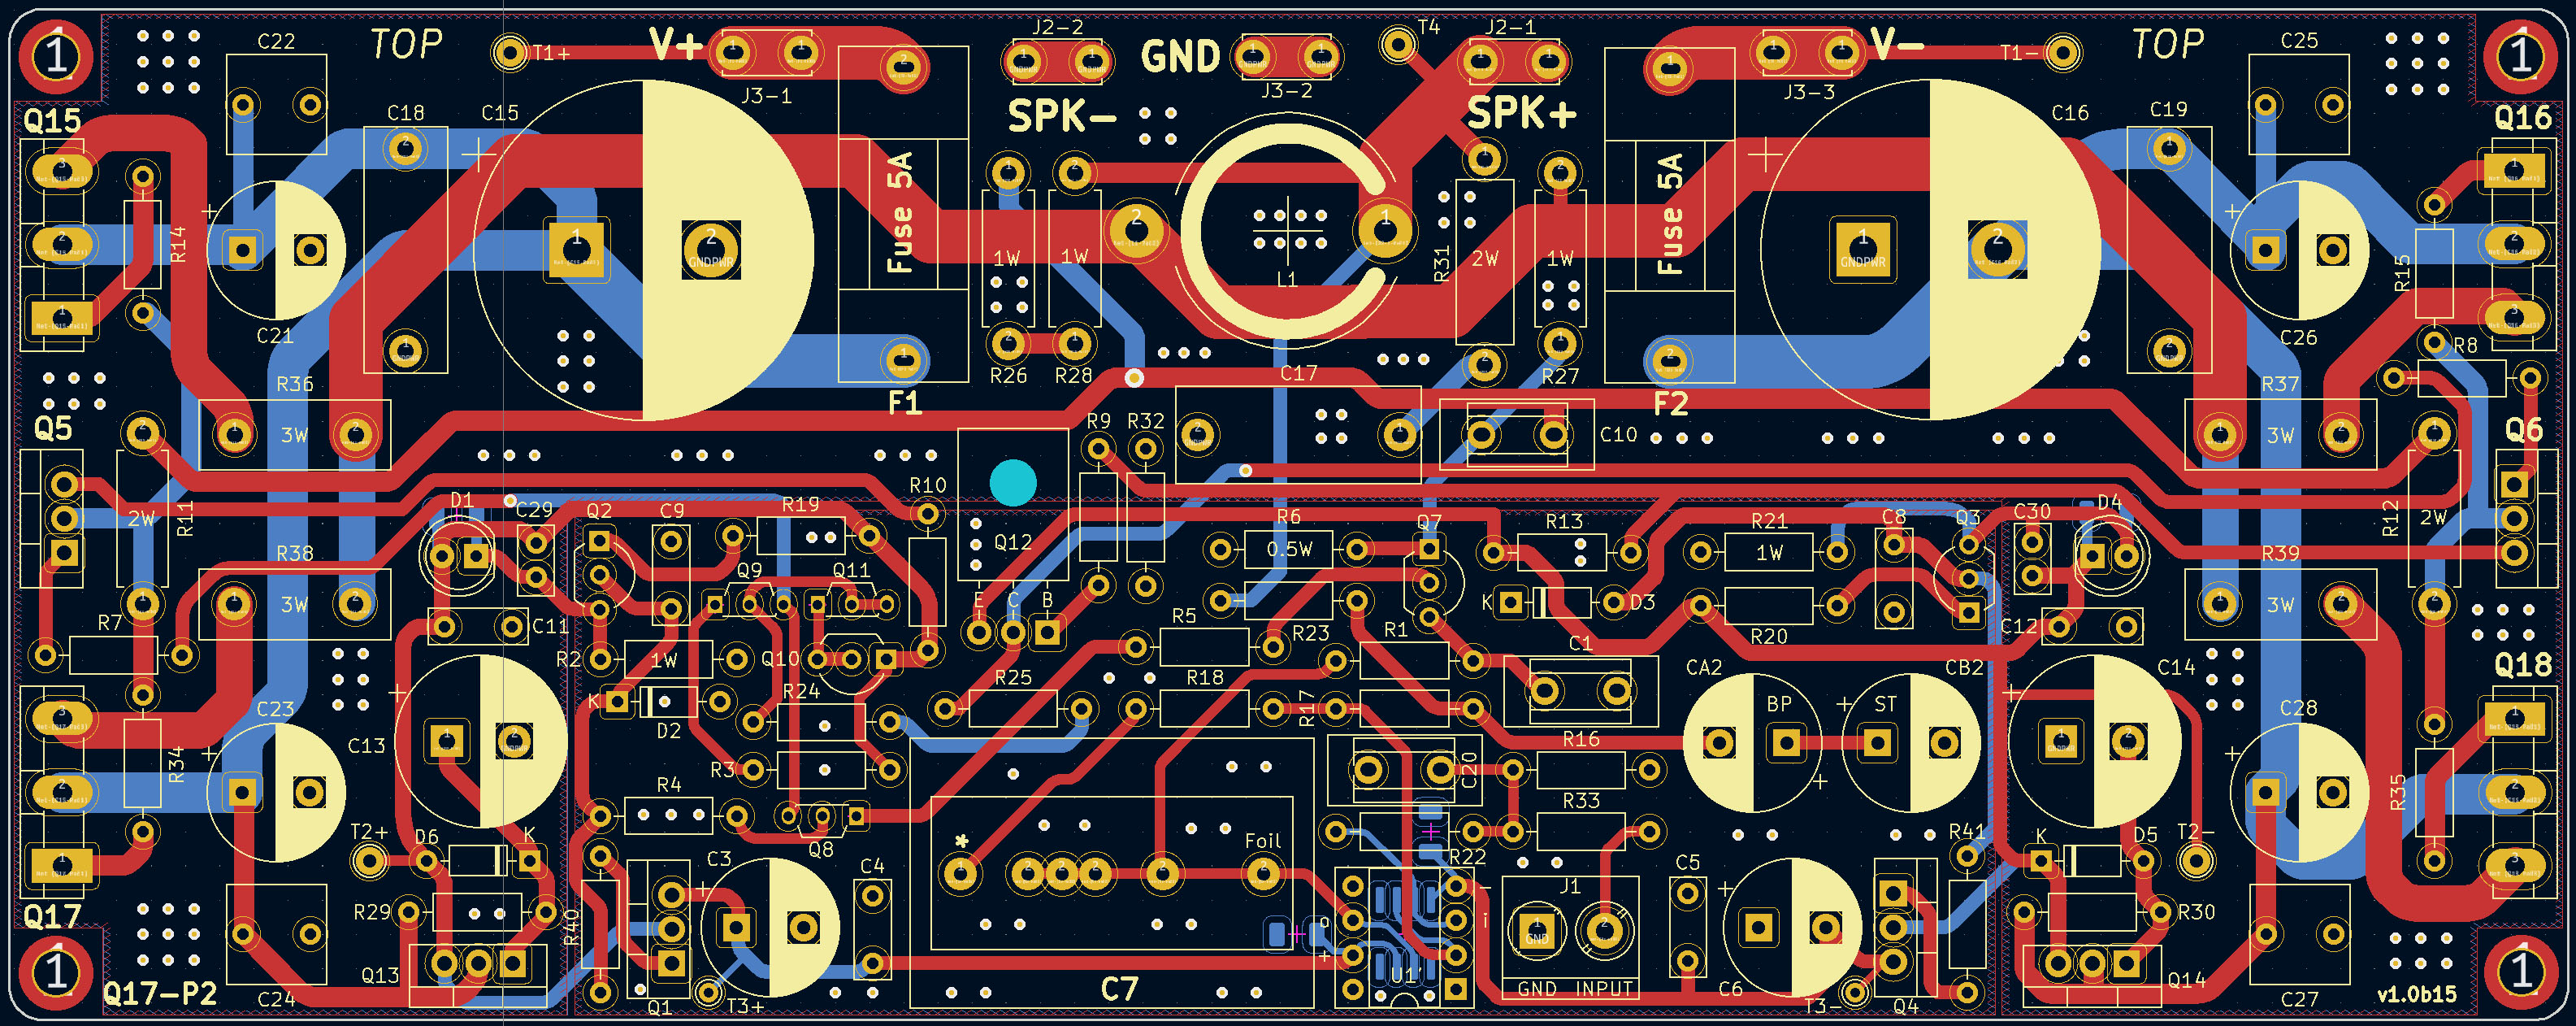 TOP
T1+
V+
J2-2
GND
T4
J2-1
V-
T1-
TOP
C22
J3-1
J3-2
J3-3
C25
Q15
C18
C15
SPK-
SPK+
C16
C19
Q16
Fuse 5A
Fuse 5A
R14
1W
1W
L1
R31
2W
1W
R15
GNDPWR
GNDPWR
C21
C26
R8
R36
R26
R28
C17
R27
R37
Q5
3W
F1
F2
R9
R32
C10
3W
Q6
2W
R11
D1
C29
Q2
C9
R19
R10
Q12
R6
0.5W
Q7
R13
R21
1W
C8
Q3
C30
D4
R12
2W
R38
3W
Q9
Q11
E
C
B
R23
K
D3
R20
R39
3W
R7
C11
R2
1W
Q10
R5
R1
C1
C12
C23
C13
K
D2
R24
R25
R18
R17
CA2
BP
ST
CB2
C14
Q18
C28
R34
R3
C20
R16
R35
R4
Q8
R33
T2+
D6
K
*
Foil
R22
R41
K
D5
T2-
C3
C4
J1
C5
Q17
R29
R40
-
o
i
+
GND
INPUT
R30
Q17-P2
C24
Q13
Q1
T3+
C7
U1
C6
T3-
Q4
Q14
C27
v1.0b15